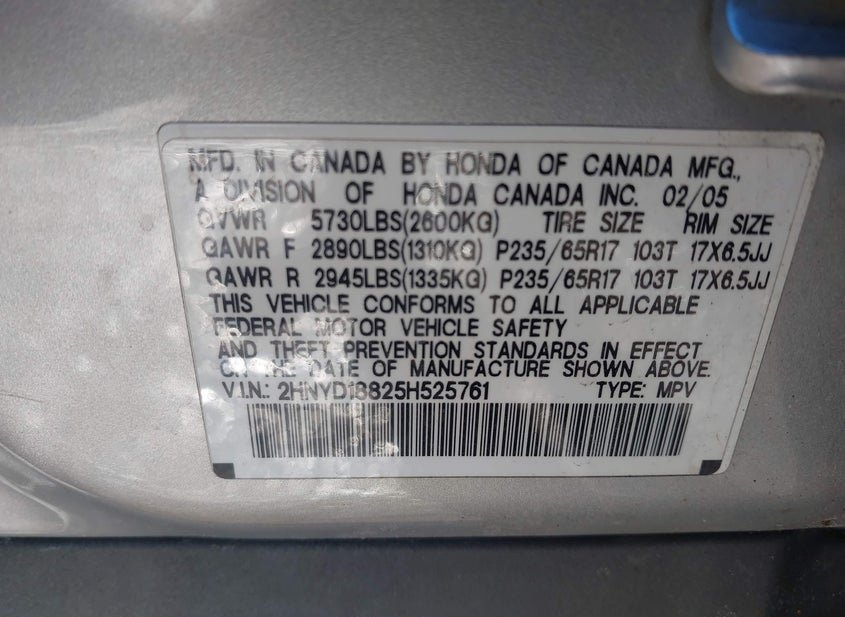 MFD. IN CANADA BY HONDA OF CANADA MFG.,
A DIVISION OF HONDA CANADA INC. 02/05
GVWR 5730LBS(2600KG) TIRE SIZE RIM SIZE
GAWR F 2890LBS(1310KG) P235/65R17 103T 17X6.5JJ
GAWR R 2945LBS(1335KG) P235/65R17 103T 17X6.5JJ
THIS VEHICLE CONFORMS TO ALL APPLICABLE
FEDERAL MOTOR VEHICLE SAFETY
AND THEFT PREVENTION STANDARDS IN EFFECT
ON THE DATE OF MANUFACTURE SHOWN ABOVE.
V.I.N.: 2HNYD18825H525761 TYPE: MPV